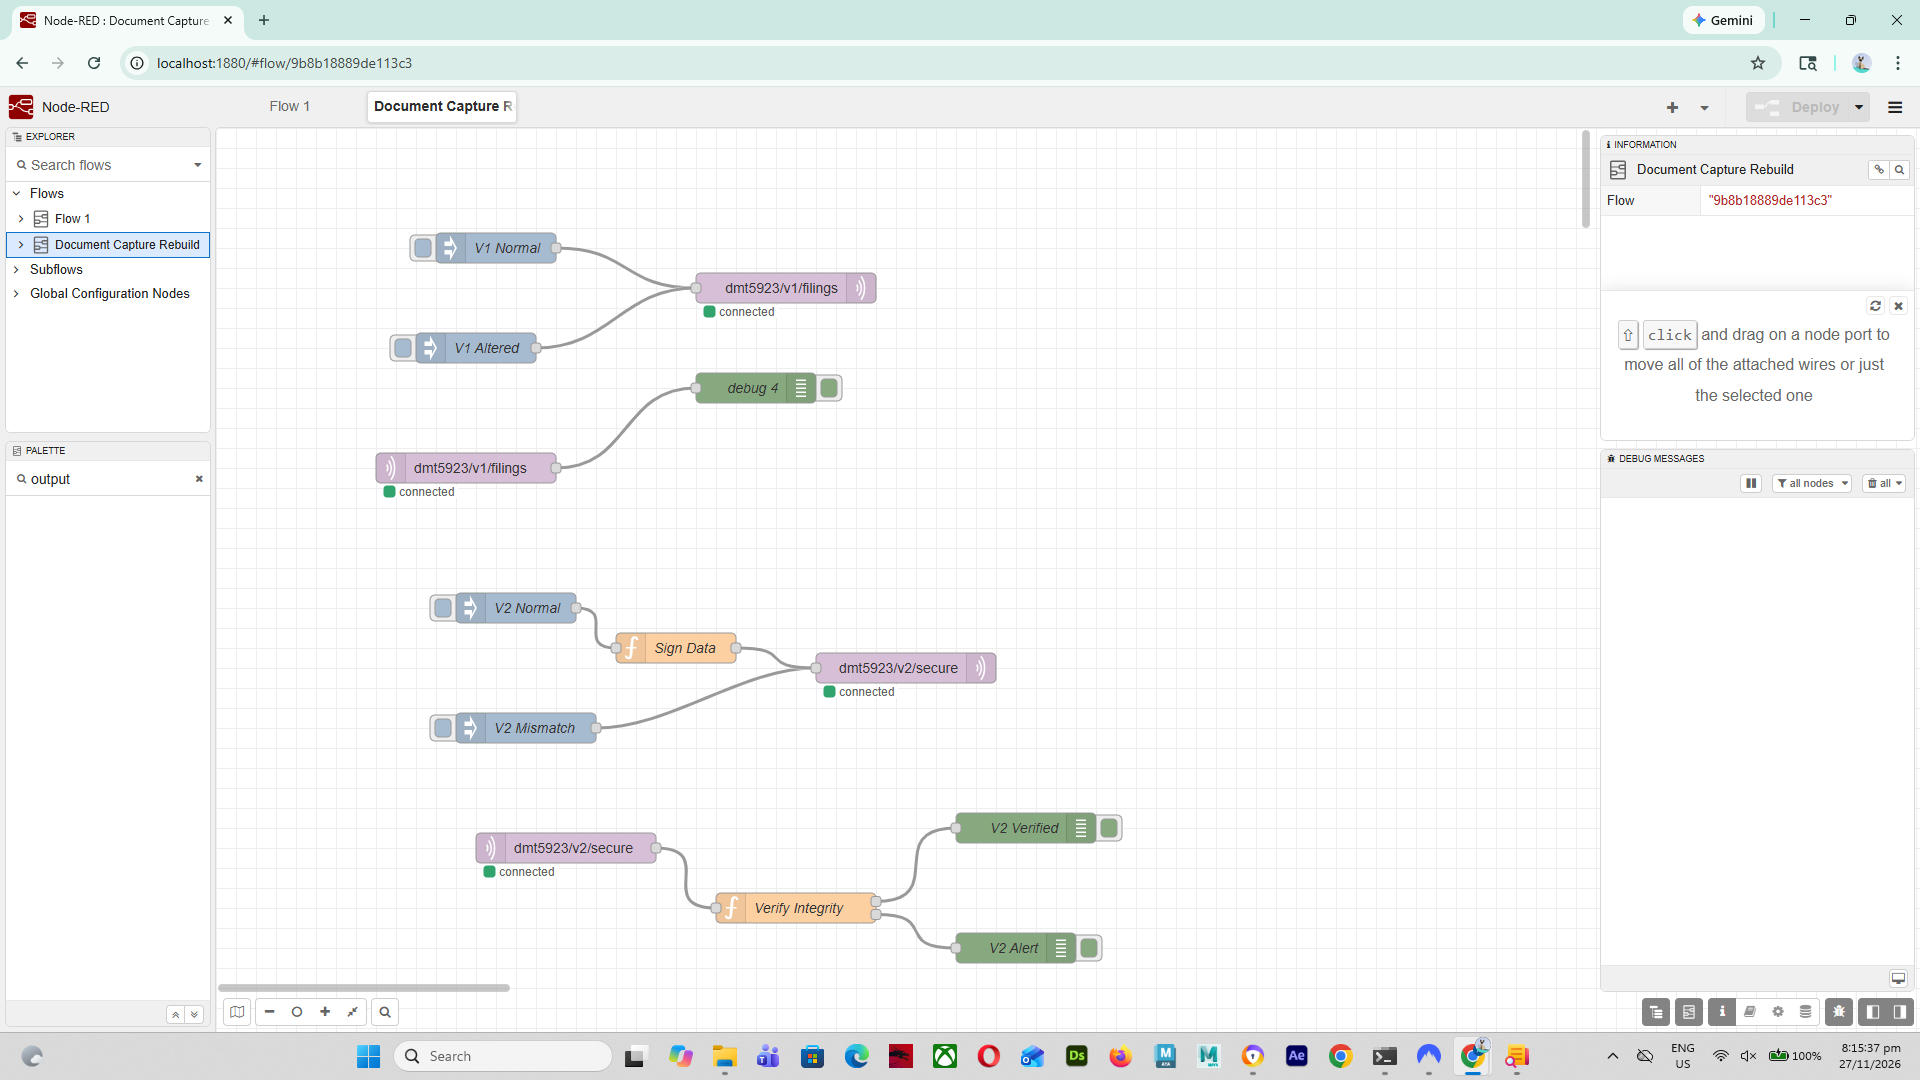 Node-RED : Document Capture
Gemini
localhost:1880/#flow/9b8b18889de113c3
Node-RED
Flow 1
Document Capture R
Deploy
EXPLORER
Search flows
Flows
Flow 1
Document Capture Rebuild
Subflows
Global Configuration Nodes
PALETTE
output
V1 Normal
dmt5923/v1/filings
connected
V1 Altered
debug 4
dmt5923/v1/filings
connected
V2 Normal
Sign Data
dmt5923/v2/secure
connected
V2 Mismatch
V2 Verified
dmt5923/v2/secure
connected
Verify Integrity
V2 Alert
INFORMATION
Document Capture Rebuild
Flow "9b8b18889de113c3"
⇧ click and drag on a node port to
move all of the attached wires or just
the selected one
DEBUG MESSAGES
all nodes
all
Search
Ds
Ae
ENG
US
100%
8:15:37 pm
27/11/2026